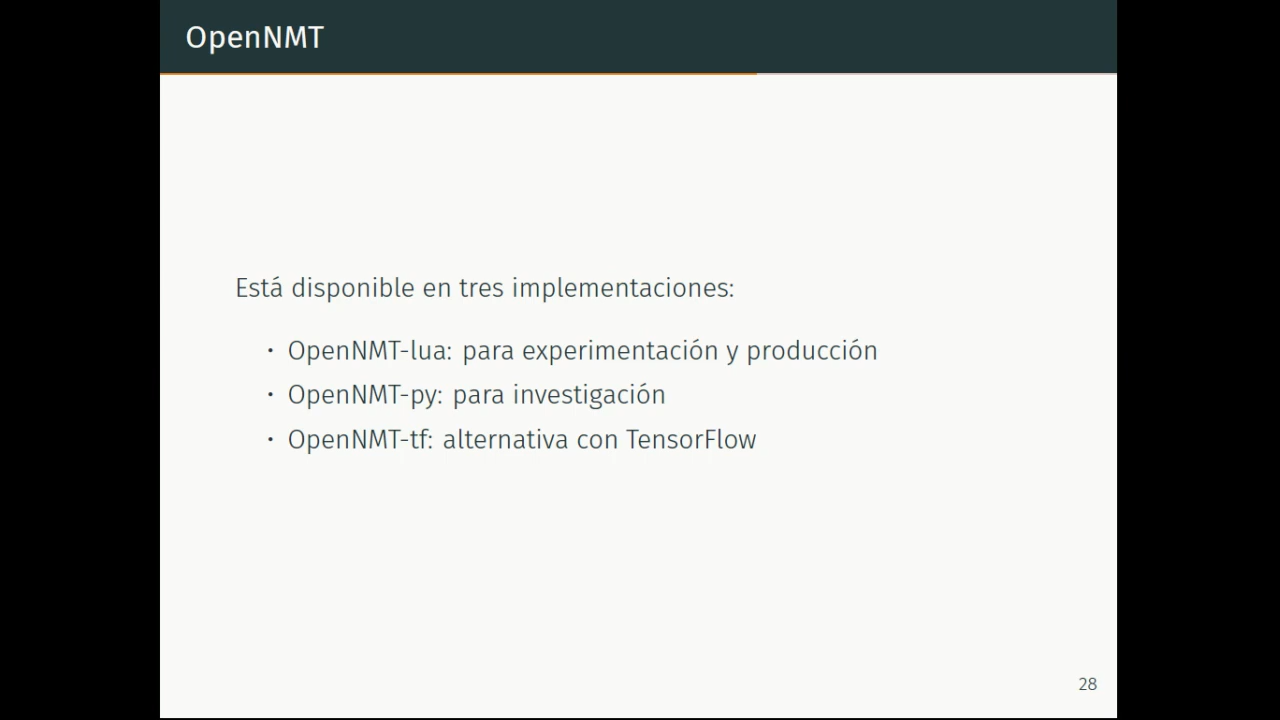 OpenNMT
Está disponible en tres implementaciones:
• OpenNMT-lua: para experimentación y producción
• OpenNMT-py: para investigación
• OpenNMT-tf: alternativa con TensorFlow
28